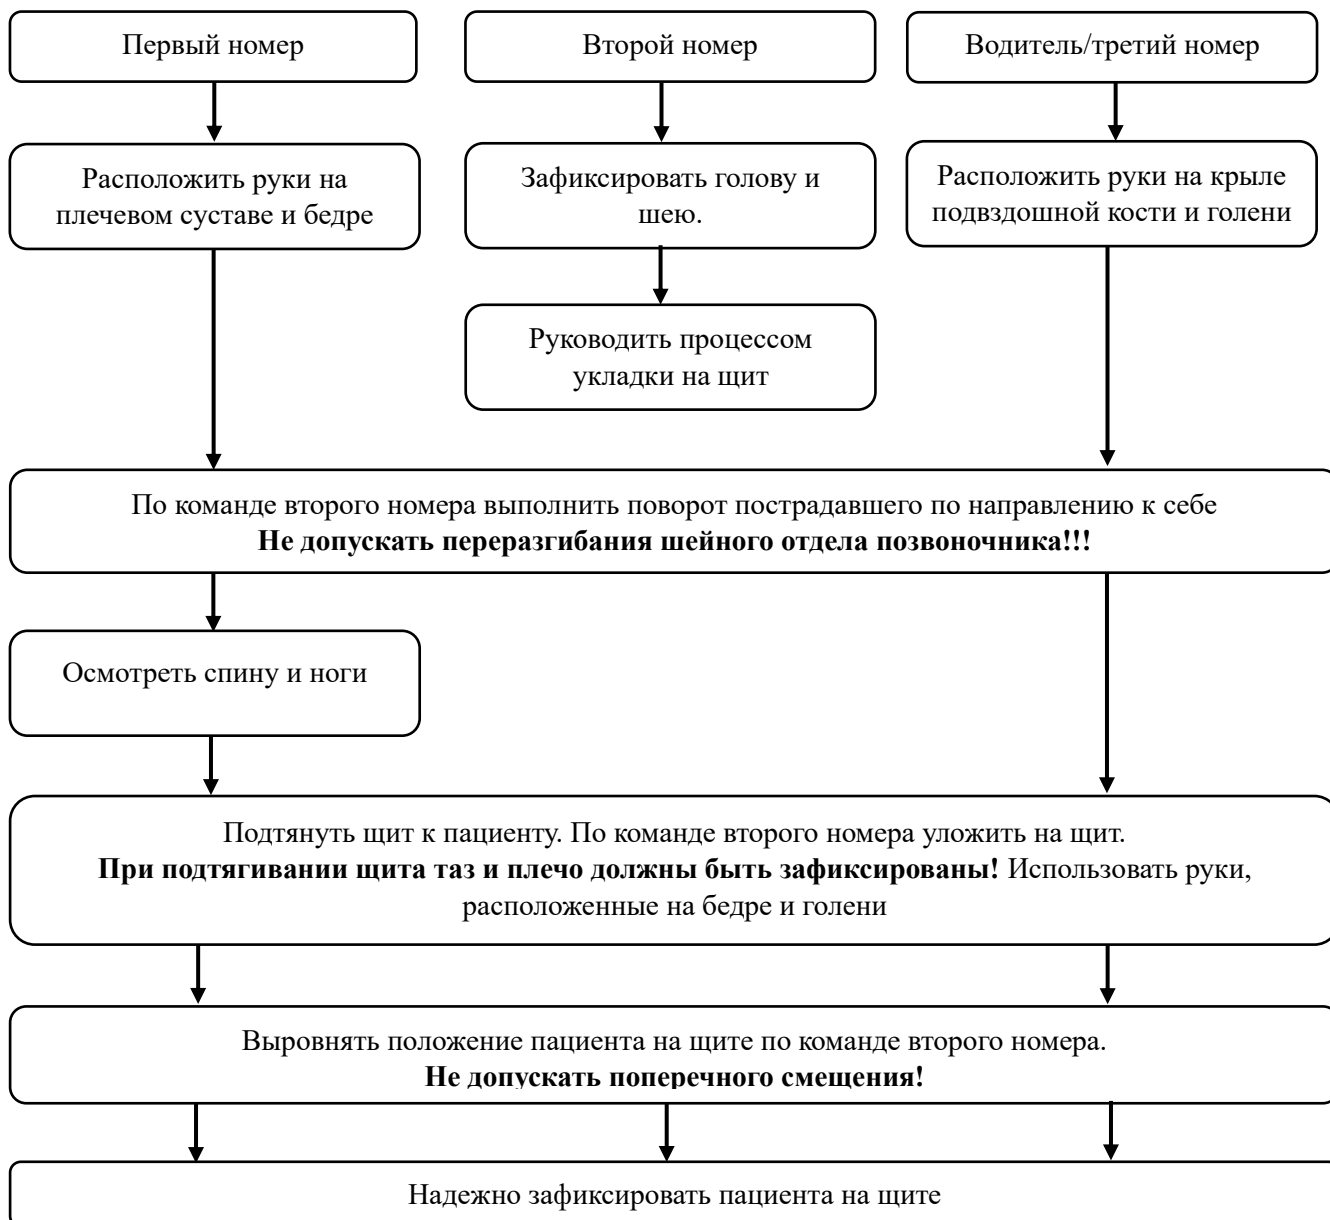 Первый номер
Второй номер
Водитель/третий номер
Расположить руки на
плечевом суставе и бедре
Зафиксировать голову и
шею.
Расположить руки на крыле
подвздошной кости и голени
Руководить процессом
укладки на щит
По команде второго номера выполнить поворот пострадавшего по направлению к себе
Не допускать переразгибания шейного отдела позвоночника!!!
Осмотреть спину и ноги
Подтянуть щит к пациенту. По команде второго номера уложить на щит.
При подтягивании щита таз и плечо должны быть зафиксированы! Использовать руки,
расположенные на бедре и голени
Выровнять положение пациента на щите по команде второго номера.
Не допускать поперечного смещения!
Надежно зафиксировать пациента на щите